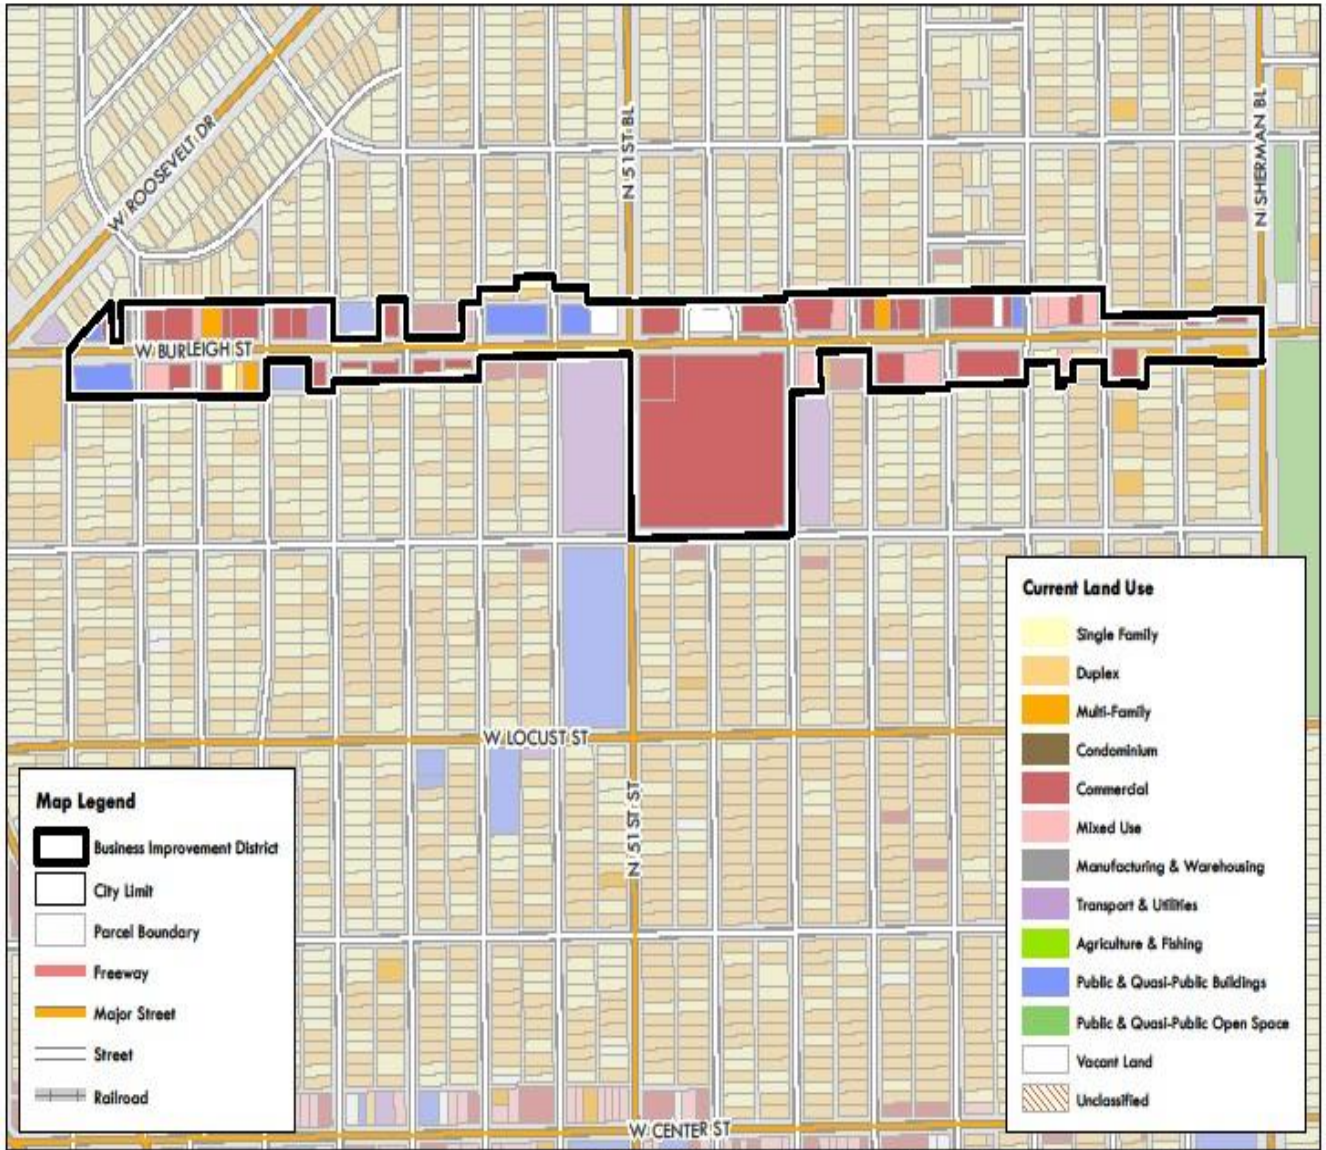 W ROOSEVELT DR
N 51ST BL
N SHERMAN BL
W BURLEIGH ST
W LOCUST ST
N 51ST ST
W CENTER ST
Map Legend
Business Improvement District
City Limit
Parcel Boundary
Freeway
Major Street
Street
Railroad
Current Land Use
Single Family
Duplex
Multi-Family
Condominium
Commercial
Mixed Use
Manufacturing & Warehousing
Transport & Utilities
Agriculture & Fishing
Public & Quasi-Public Buildings
Public & Quasi-Public Open Space
Vacant Land
Unclassified